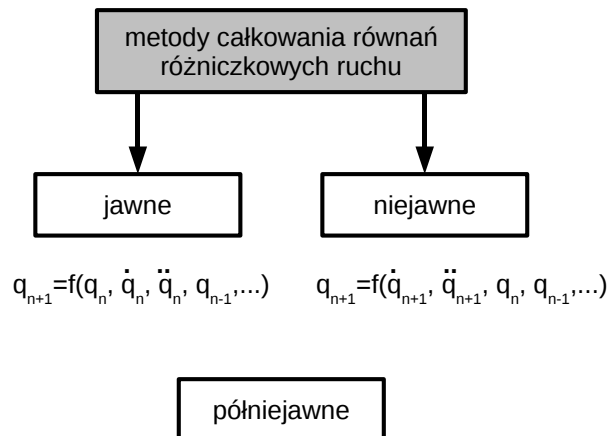 metody całkowania równań
różniczkowych ruchu
jawne
niejawne
qₙ₊₁=f(qₙ, q̇ₙ, q̈ₙ, qₙ₋₁,...)
qₙ₊₁=f(q̇ₙ₊₁, q̈ₙ₊₁, qₙ, qₙ₋₁,...)
półniejawne